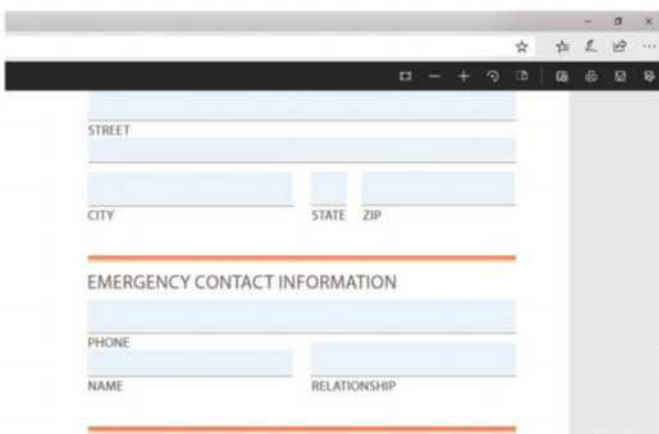 STREET
CITY STATE ZIP
EMERGENCY CONTACT INFORMATION
PHONE
NAME RELATIONSHIP